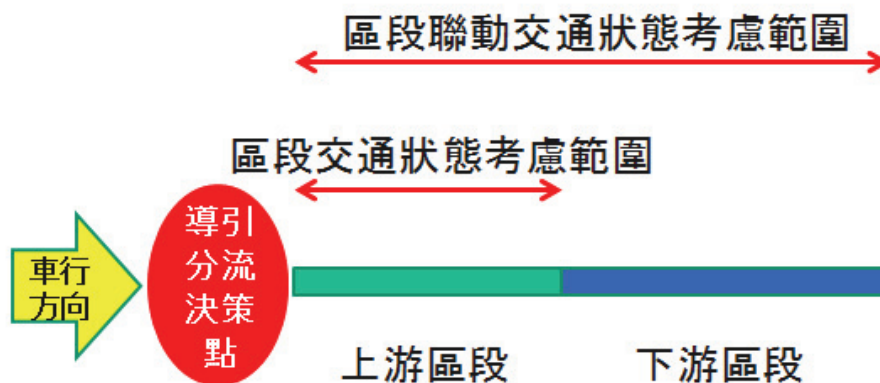 區段聯動交通狀態考慮範圍
區段交通狀態考慮範圍
車行
方向
導引
分流
決策
點
上游區段
下游區段